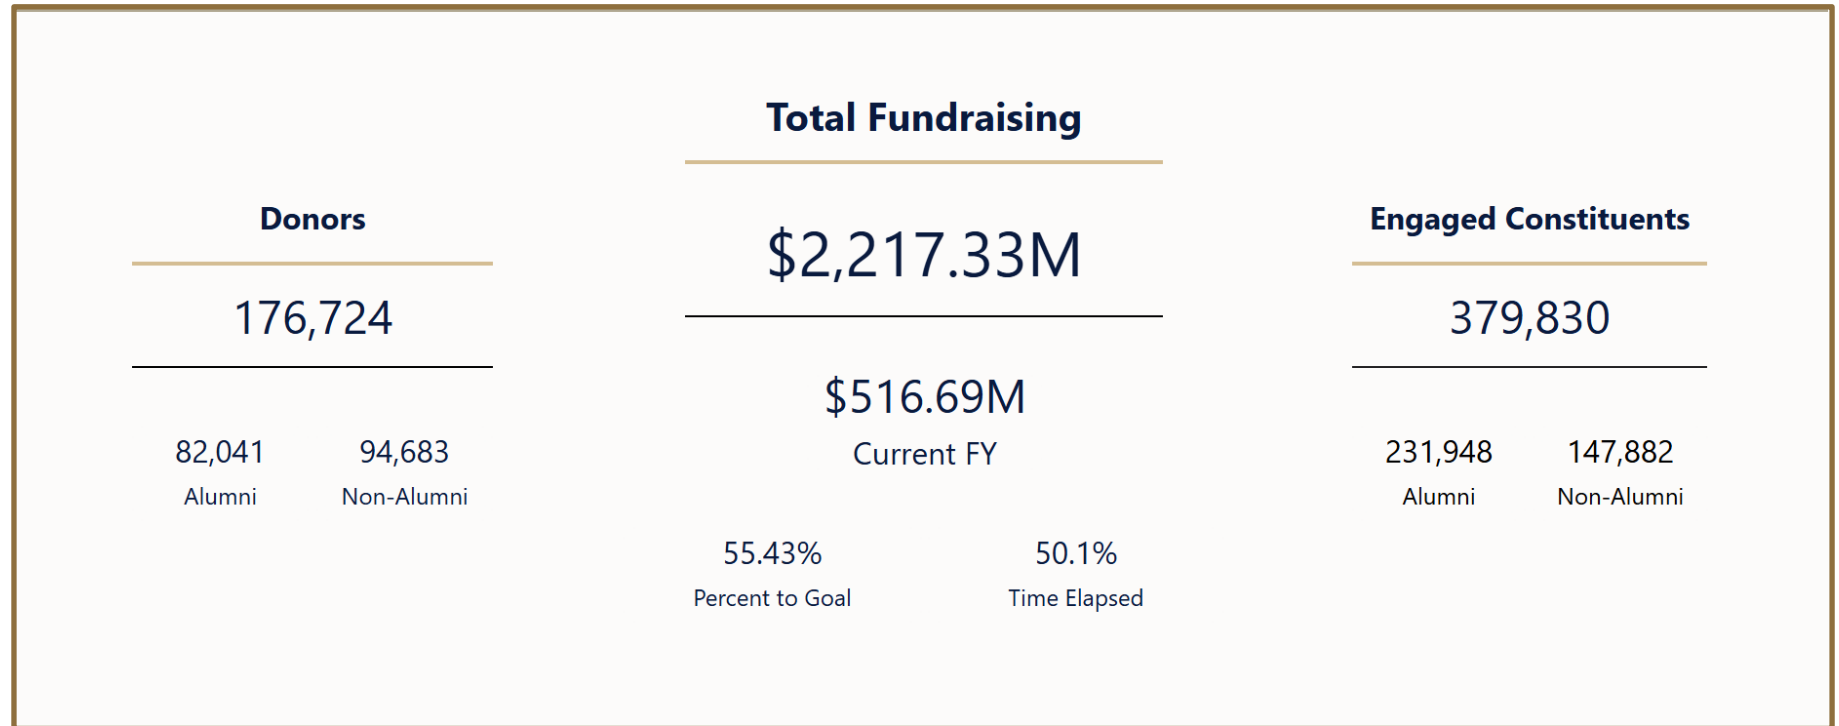 Total Fundraising
$2,217.33M
$516.69M
Current FY
55.43%
Percent to Goal
50.1%
Time Elapsed
Donors
176,724
82,041
Alumni
94,683
Non-Alumni
Engaged Constituents
379,830
231,948
Alumni
147,882
Non-Alumni